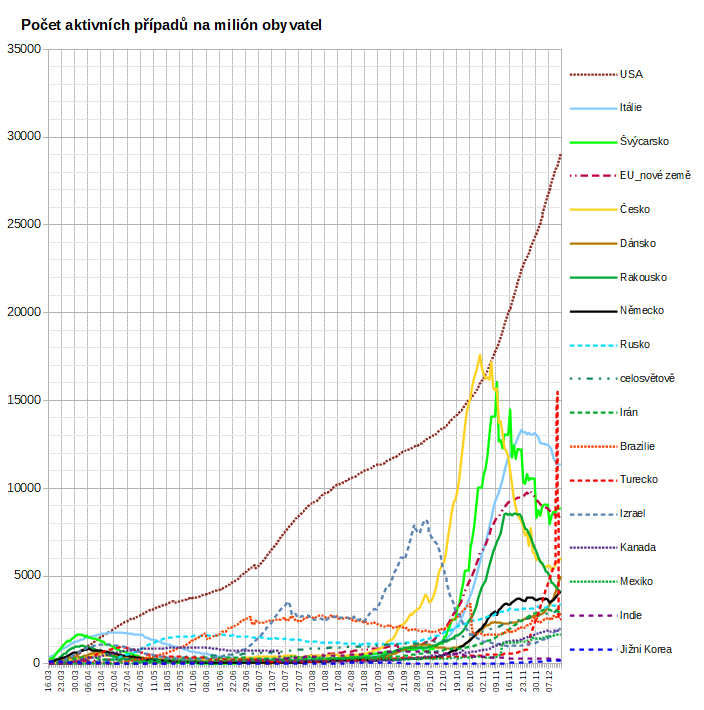 Počet aktivních případů na milión obyvatel
35000
30000
25000
20000
15000
10000
5000
0
16.03
23.03
30.03
06.04
13.04
20.04
27.04
04.05
11.05
18.05
25.05
01.06
08.06
15.06
22.06
29.06
06.07
13.07
20.07
27.07
03.08
10.08
17.08
24.08
31.08
07.09
14.09
21.09
28.09
05.10
12.10
19.10
26.10
02.11
09.11
16.11
23.11
30.11
07.12
USA
Itálie
Švýcarsko
EU_nové země
Česko
Dánsko
Rakousko
Německo
Rusko
celosvětově
Írán
Brazílie
Turecko
Izrael
Kanada
Mexiko
Indie
Jižní Korea